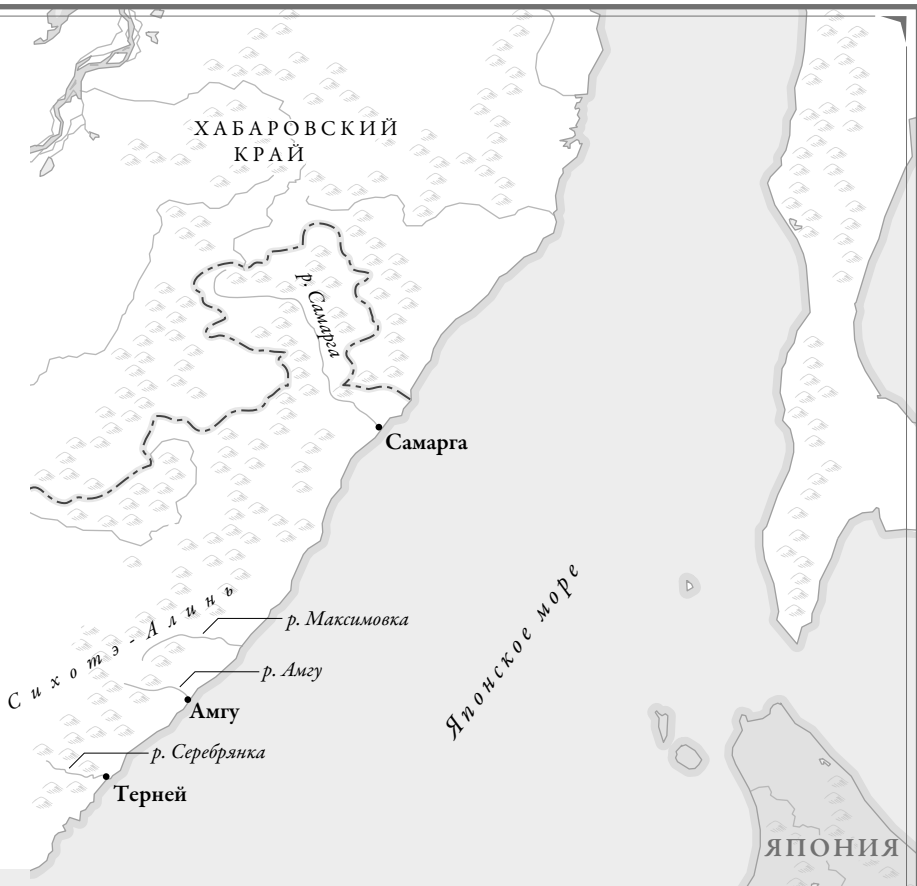 ХАБАРОВСКИЙ
КРАЙ
р. Самарга
Самарга
Сихотэ-Алинь
р. Максимовка
Японское море
р. Амгу
Амгу
р. Серебрянка
Терней
ЯПОНИЯ